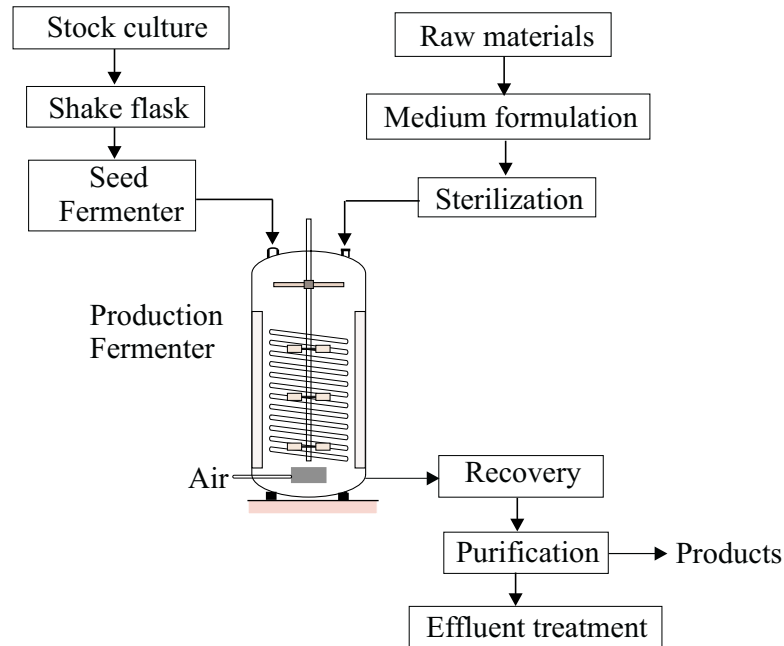 Stock culture
Raw materials
Shake flask
Medium formulation
Seed
Fermenter
Sterilization
Production
Fermenter
Air
Recovery
Purification
Products
Effluent treatment